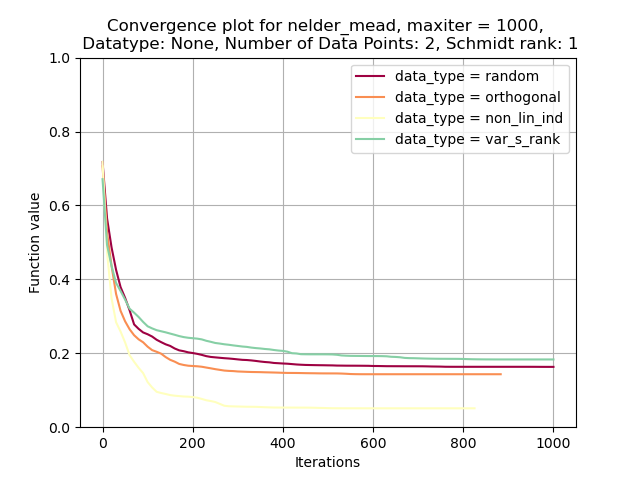 Convergence plot for nelder_mead, maxiter = 1000,
Datatype: None, Number of Data Points: 2, Schmidt rank: 1
data_type = random
data_type = orthogonal
data_type = non_lin_ind
data_type = var_s_rank
Function value
1.0
0.8
0.6
0.4
0.2
0.0
0 200 400 600 800 1000
Iterations